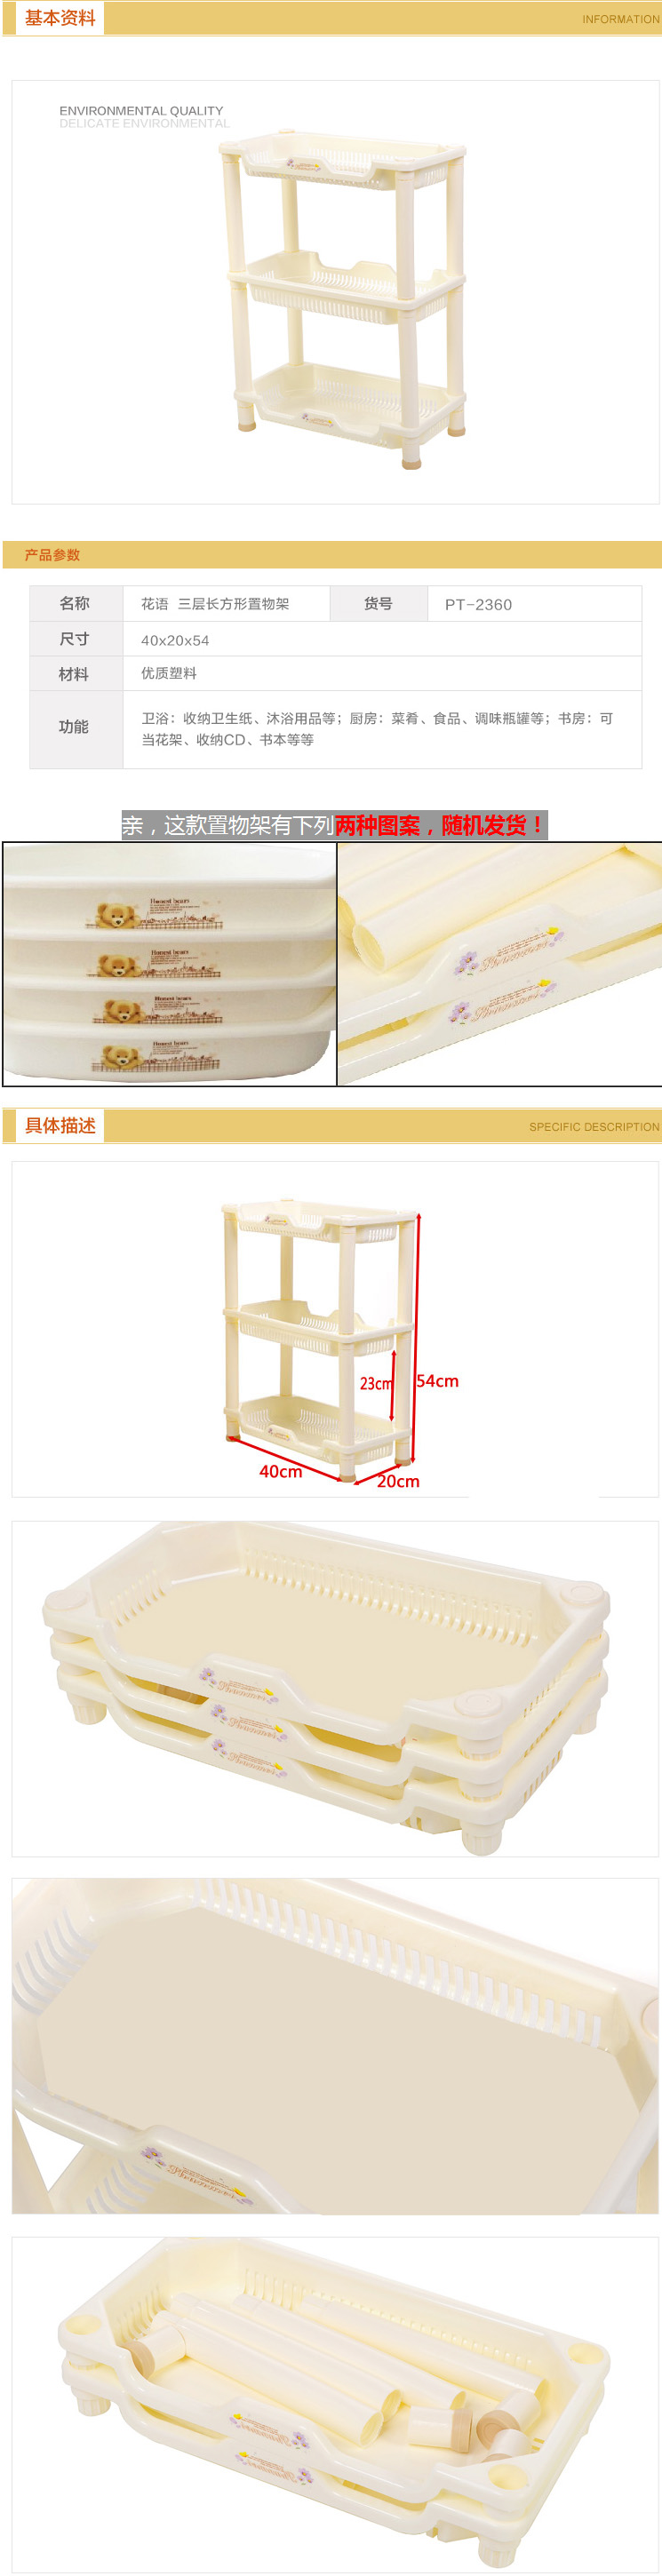 基本资料
INFORMATION
ENVIRONMENTAL QUALITY
DELICATE ENVIRONMENTAL
产品参数
名称 花语 三层长方形置物架 货号 PT-2360
尺寸 40x20x54
材料 优质塑料
功能 卫浴：收纳卫生纸、沐浴用品等；厨房：菜肴、食品、调味瓶罐等；书房：可
当花架、收纳CD、书本等等
亲，这款置物架有下列两种图案，随机发货！
Honest bears
Honest bears
Honest bears
Honest bears
具体描述
SPECIFIC DESCRIPTION
23cm
54cm
40cm
20cm